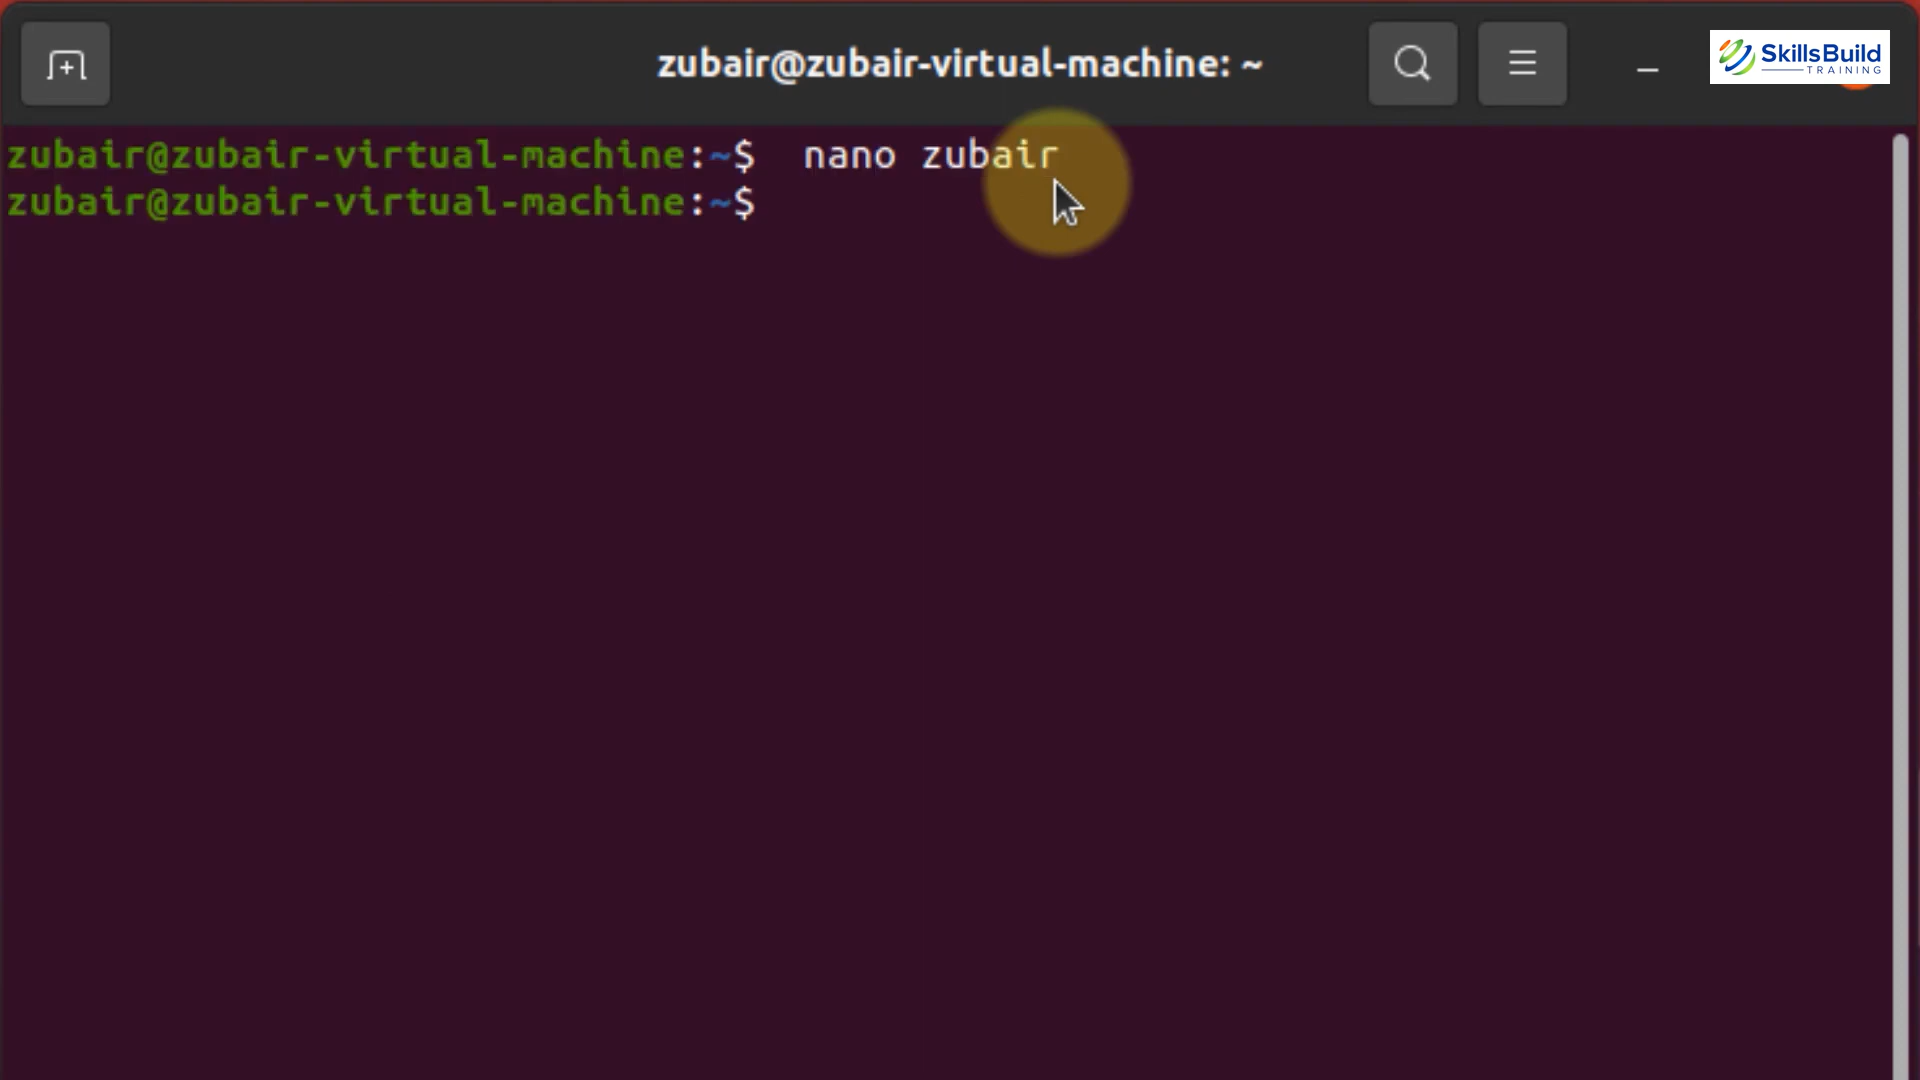 zubair@zubair-virtual-machine: ~
SkillsBuild
TRAINING
zubair@zubair-virtual-machine:~$  nano zubair
zubair@zubair-virtual-machine:~$